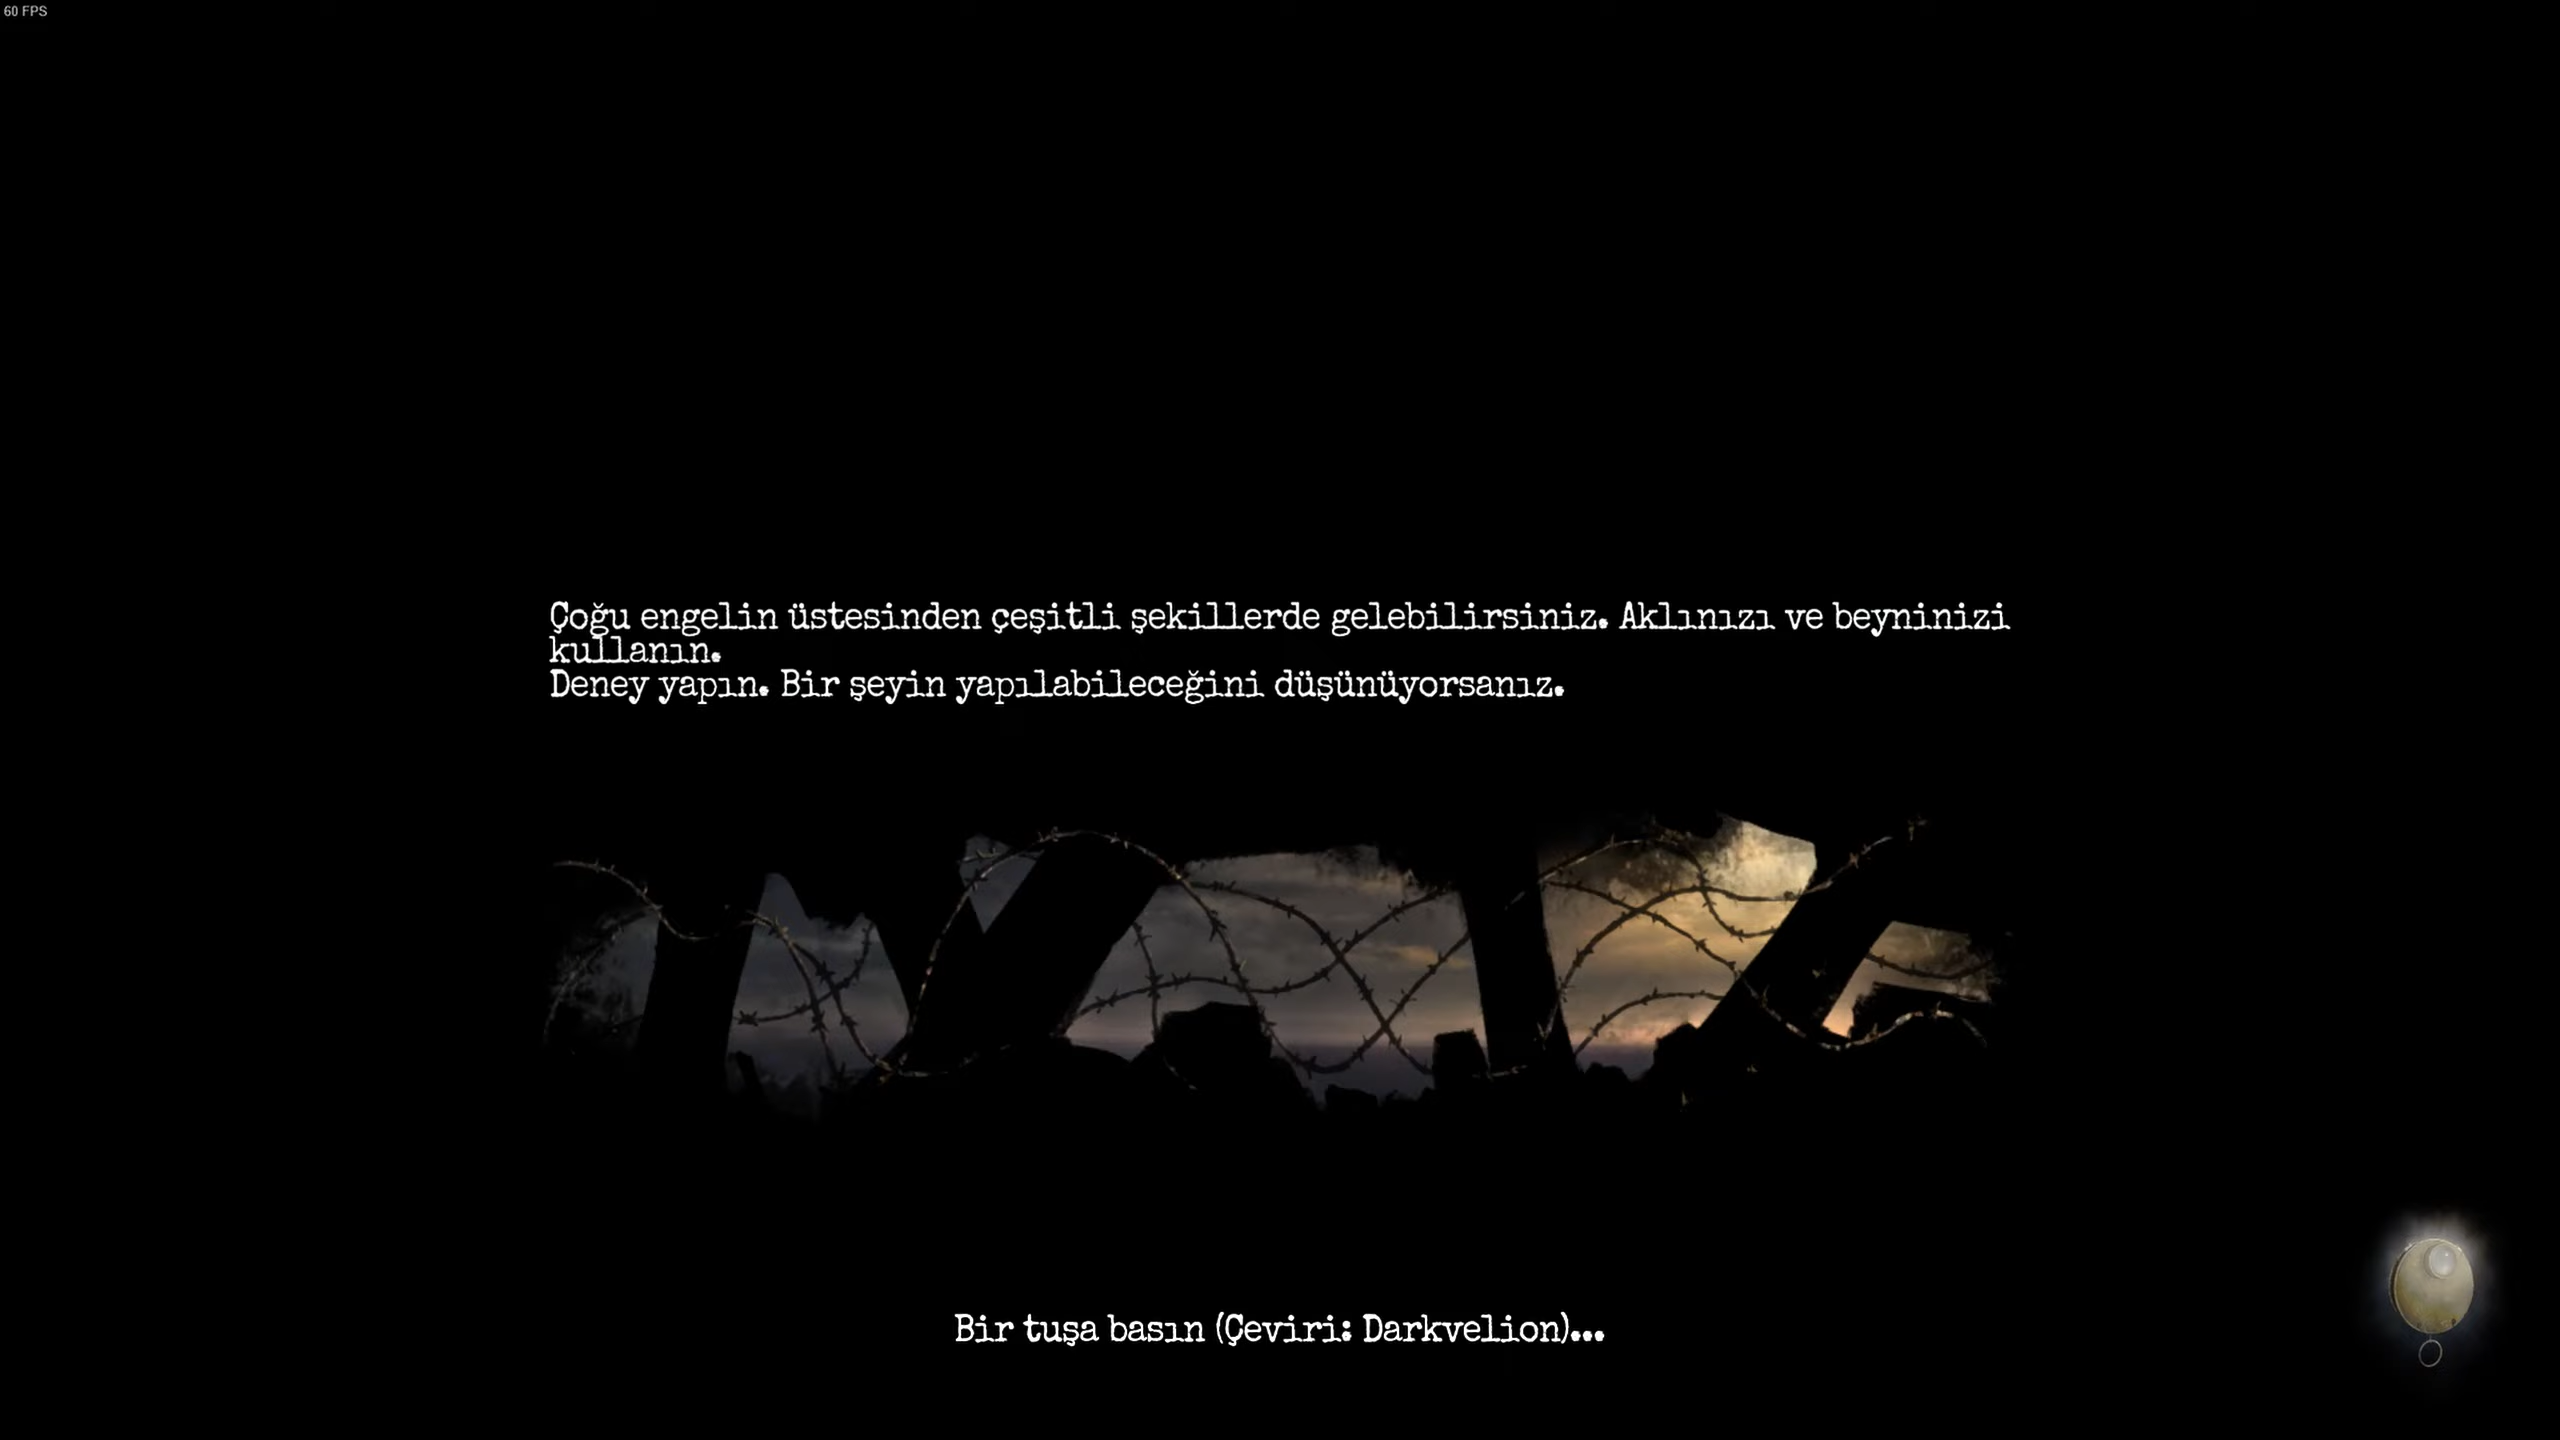 60 FPS
Çoğu engelin üstesinden çeşitli şekillerde gelebilirsiniz. Aklınızı ve beyninizi
kullanın.
Deney yapın. Bir şeyin yapılabileceğini düşünüyorsanız.
Bir tuşa basın (Çeviri: Darkvelion)...